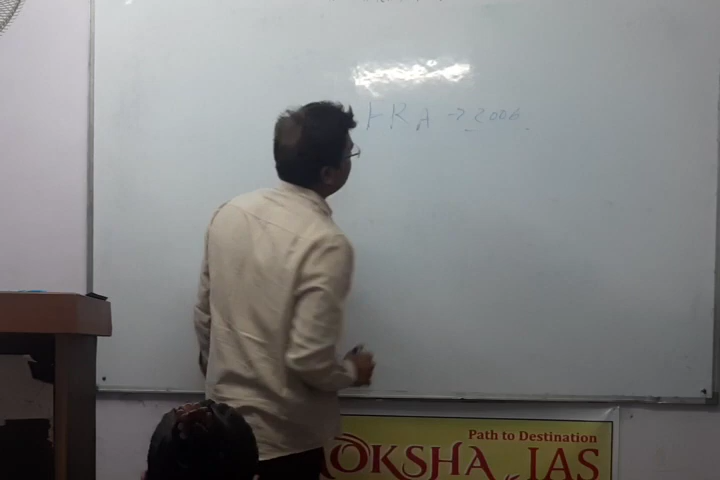 FRA → 2006
Path to Destination
OKSHA IAS